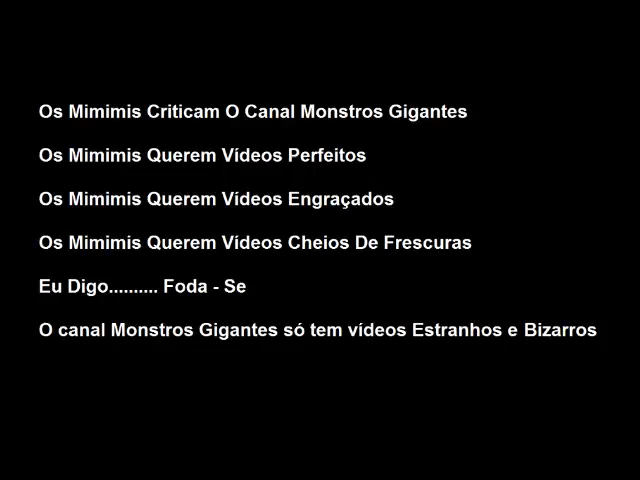 Os Mimimis Criticam O Canal Monstros Gigantes
Os Mimimis Querem Vídeos Perfeitos
Os Mimimis Querem Vídeos Engraçados
Os Mimimis Querem Vídeos Cheios De Frescuras
Eu Digo.......... Foda - Se
O canal Monstros Gigantes só tem vídeos Estranhos e Bizarros